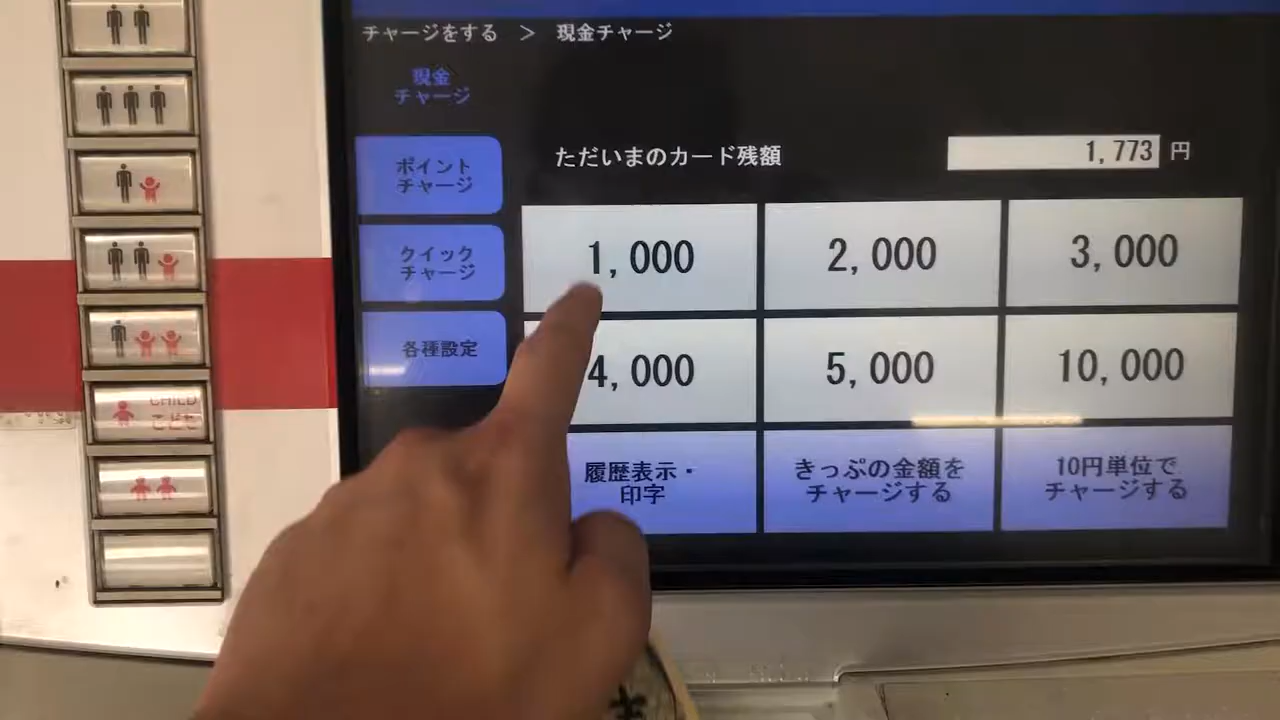 チャージをする ＞ 現金チャージ
現金
チャージ
ポイント
チャージ
クイック
チャージ
各種設定
ただいまのカード残額 1,773 円
1,000 2,000 3,000
4,000 5,000 10,000
履歴表示・
印字
きっぷの金額を
チャージする
10円単位で
チャージする
CHILD
こども